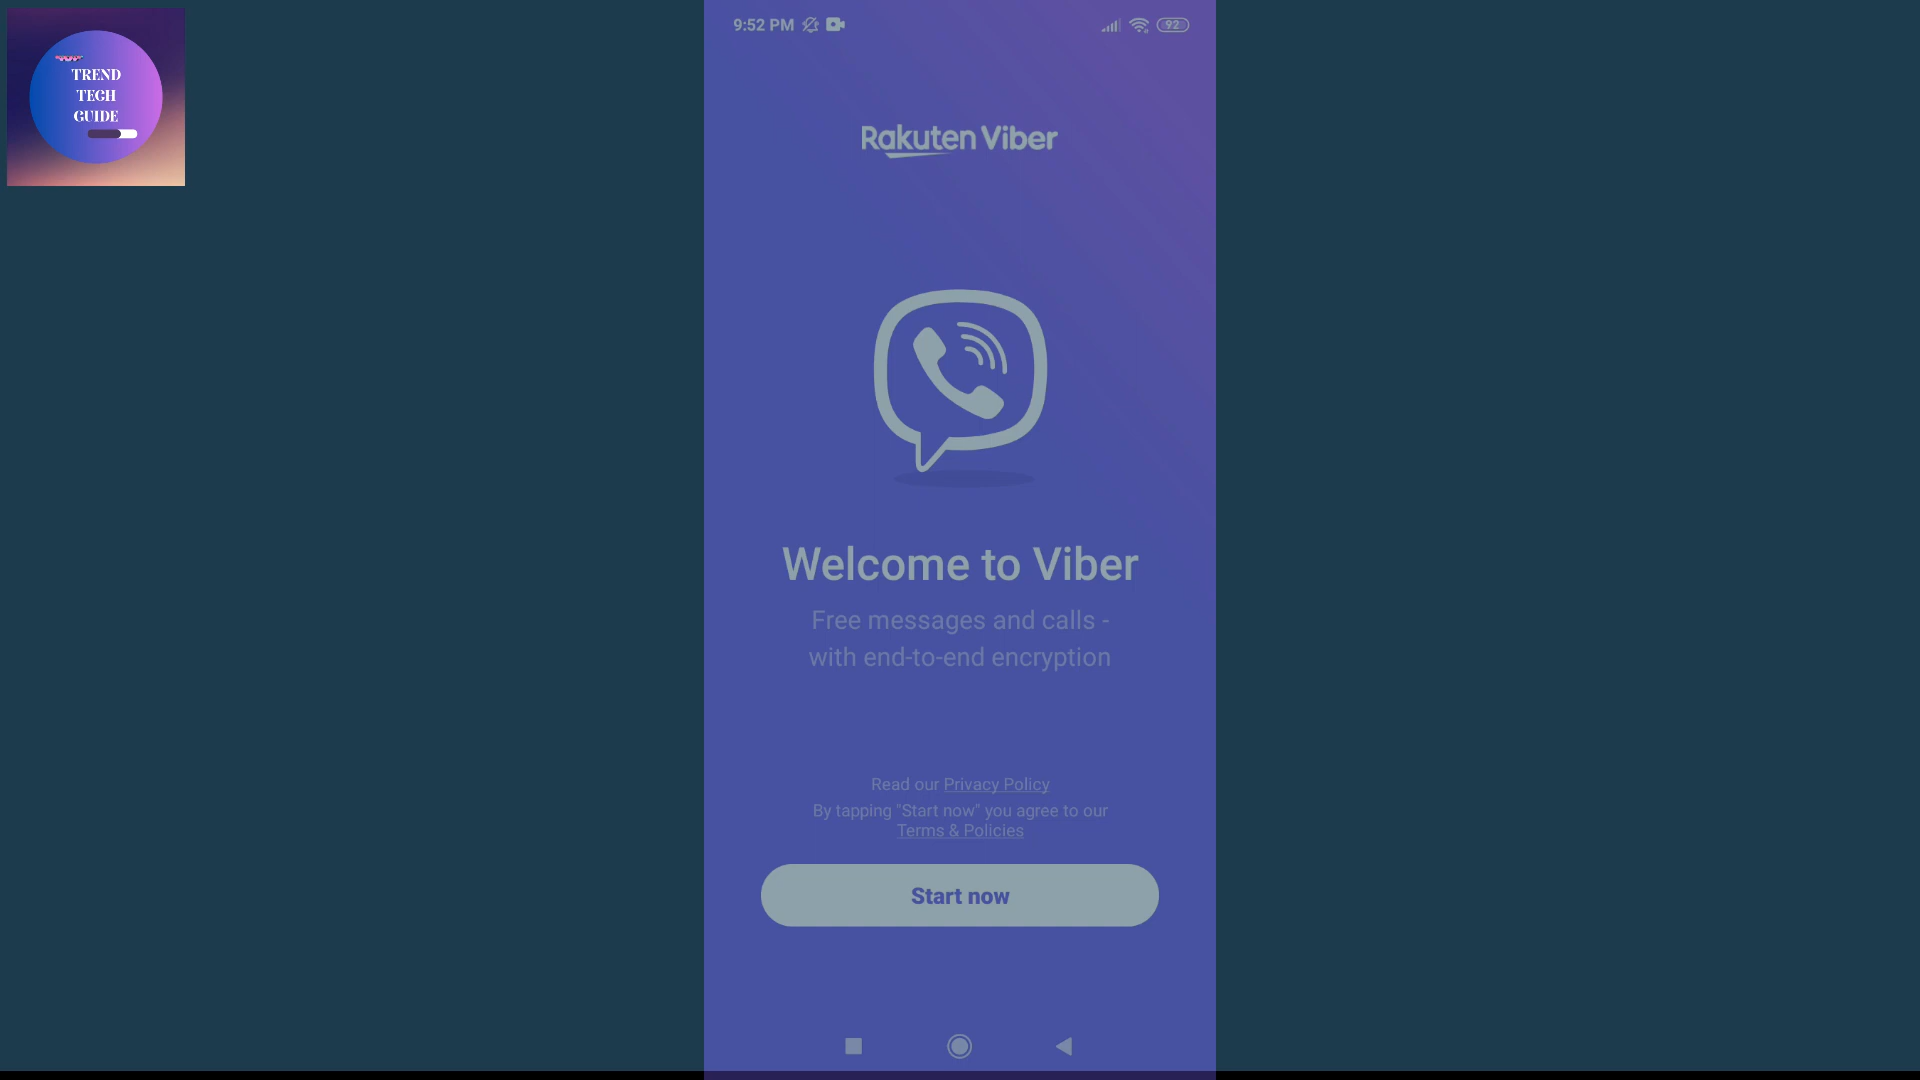 TREND
TECH
GUIDE
9:52 PM
92
Rakuten Viber
Welcome to Viber
Free messages and calls -
with end-to-end encryption
Read our Privacy Policy
By tapping "Start now" you agree to our
Terms & Policies
Start now